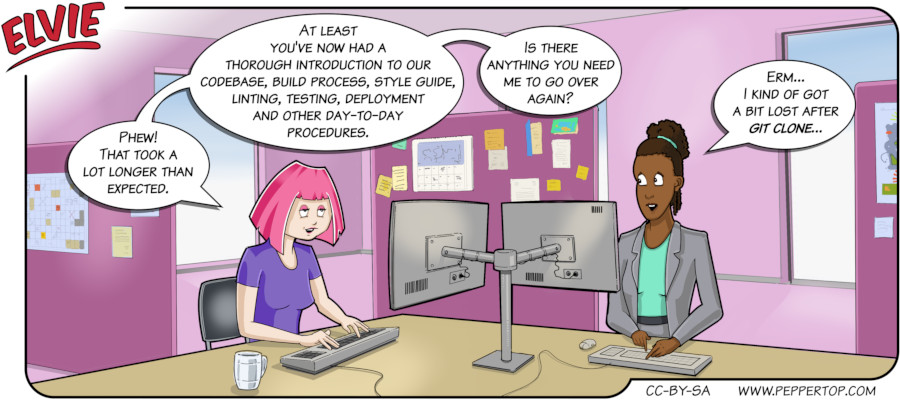 ELVIE
PHEW!
THAT TOOK A
LOT LONGER THAN
EXPECTED.
AT LEAST
YOU'VE NOW HAD A
THOROUGH INTRODUCTION TO OUR
CODEBASE, BUILD PROCESS, STYLE GUIDE,
LINTING, TESTING, DEPLOYMENT
AND OTHER DAY-TO-DAY
PROCEDURES.
IS THERE
ANYTHING YOU NEED
ME TO GO OVER
AGAIN?
ERM...
I KIND OF GOT
A BIT LOST AFTER
GIT CLONE...
CC-BY-SA WWW.PEPPERTOP.COM